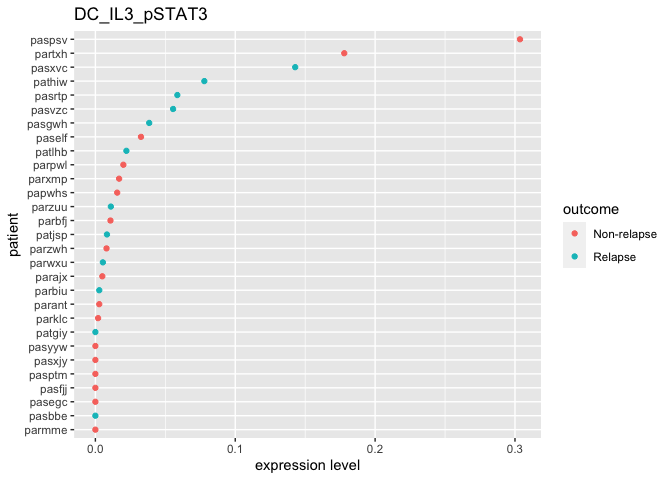 DC_IL3_pSTAT3
patient
paspsv
partxh
pasxvc
pathiw
pasrtp
pasvzc
pasgwh
paself
patlhb
parpwl
parxmp
papwhs
parzuu
parbfj
patjsp
parzwh
parwxu
parajx
parbiu
parant
parklc
patgiy
pasyyw
pasxjy
pasptm
pasfjj
pasegc
pasbbe
parmme
0.0 0.1 0.2 0.3
expression level
outcome
Non-relapse
Relapse